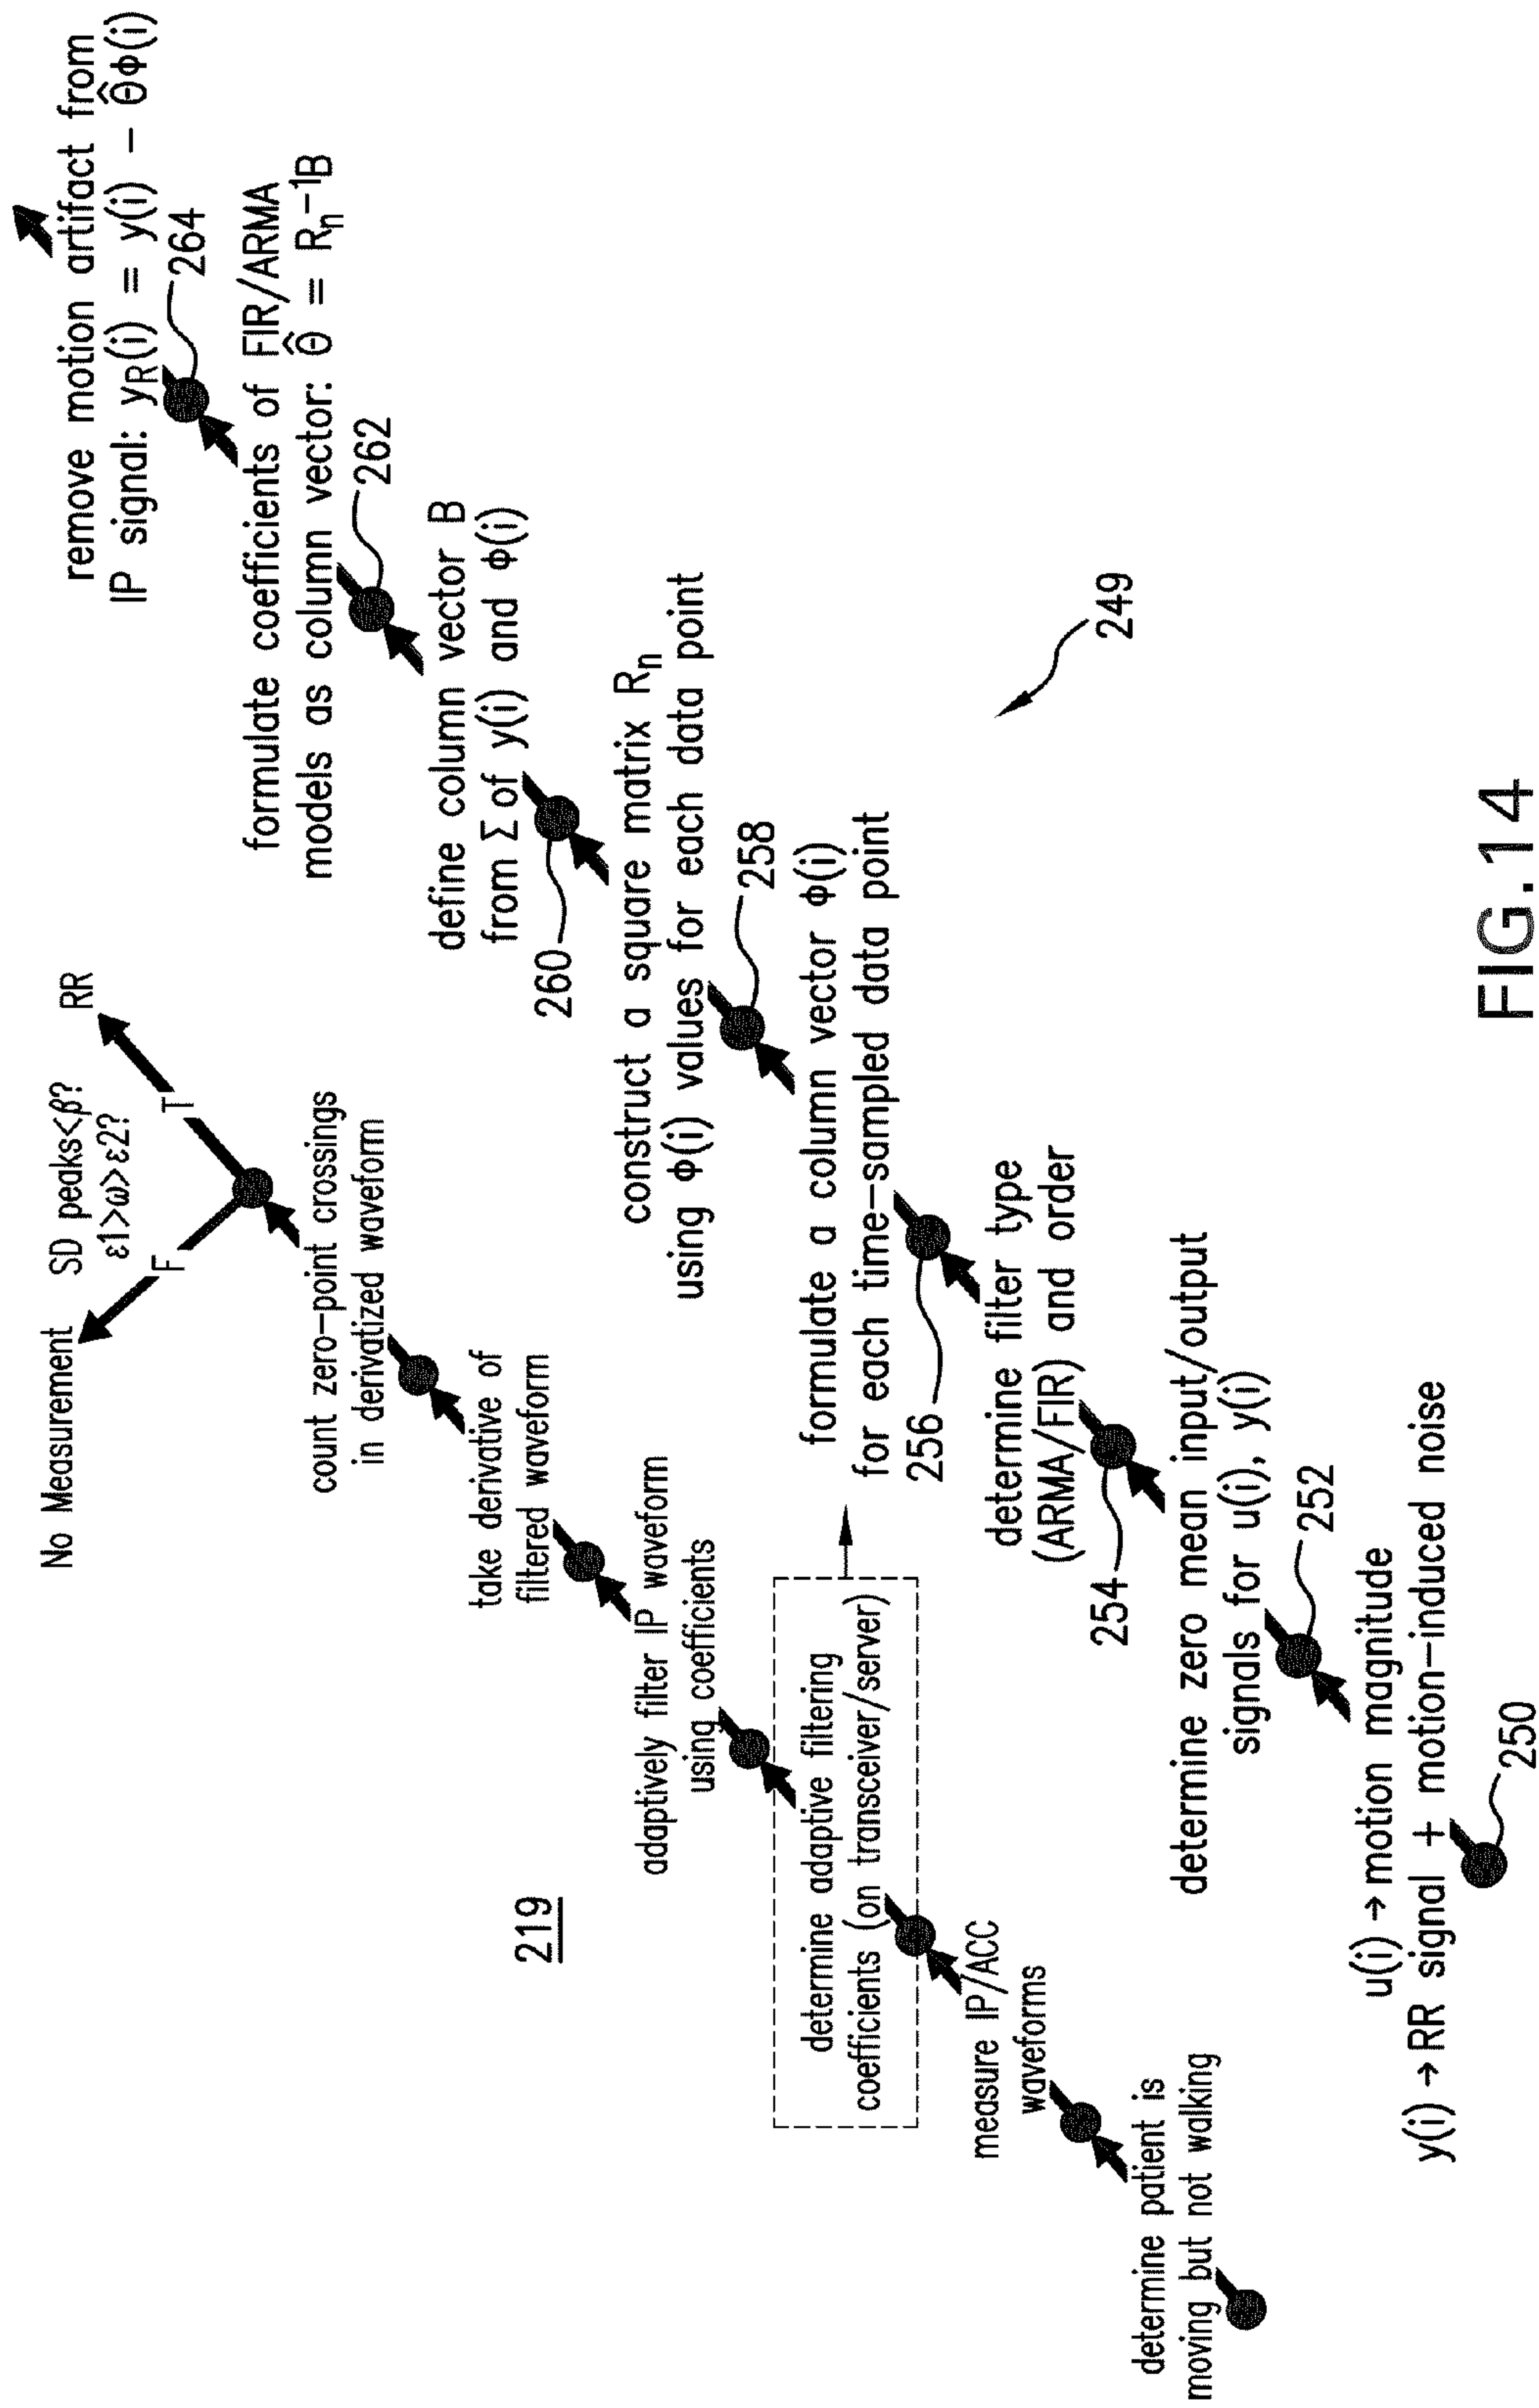 No Measurement
SD peaks<β?
ε1>ω>ε2?
RR
F
T
count zero-point crossings
in derivatized waveform
take derivative of
filtered waveform
adaptively filter IP waveform
using coefficients
219
determine adaptive filtering
coefficients (on transceiver/server)
measure IP/ACC
waveforms
determine patient is
moving but not walking
remove motion artifact from
IP signal: yR(i) = y(i) - Θ̂ϕ(i)
264
formulate coefficients of FIR/ARMA
models as column vector: Θ̂ = Rn-1B
262
define column vector B
from Σ of y(i) and ϕ(i)
260
construct a square matrix Rn
using ϕ(i) values for each data point
258
formulate a column vector ϕ(i)
for each time-sampled data point
256
determine filter type
(ARMA/FIR) and order
254
determine zero mean input/output
signals for u(i), y(i)
252
u(i) → motion magnitude
y(i) → RR signal + motion-induced noise
250
249
FIG.14